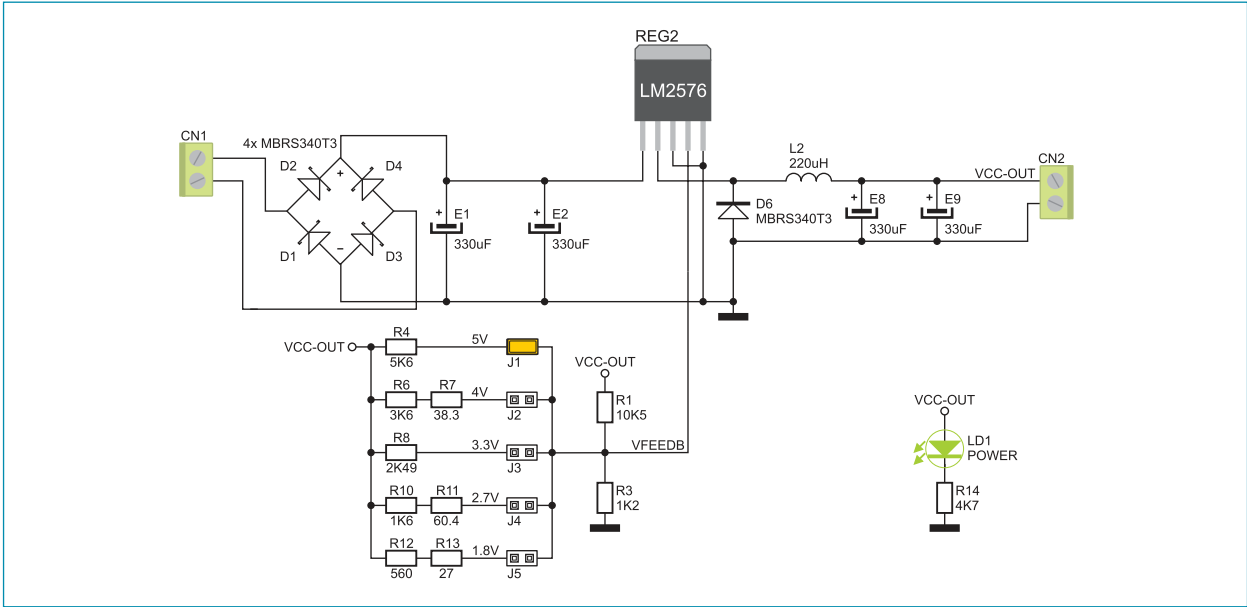 REG2
LM2576
CN1
4x MBRS340T3
D2
D4
+
D1
–
D3
+
E1
330uF
+
E2
330uF
L2
220uH
D6
MBRS340T3
VCC-OUT
CN2
+
E8
330uF
+
E9
330uF
VCC-OUT
R4
5K6
5V
J1
R6
3K6
R7
38.3
4V
J2
R8
2K49
3.3V
J3
R10
1K6
R11
60.4
2.7V
J4
R12
560
R13
27
1.8V
J5
VCC-OUT
R1
10K5
VFEEDB
R3
1K2
VCC-OUT
LD1
POWER
R14
4K7